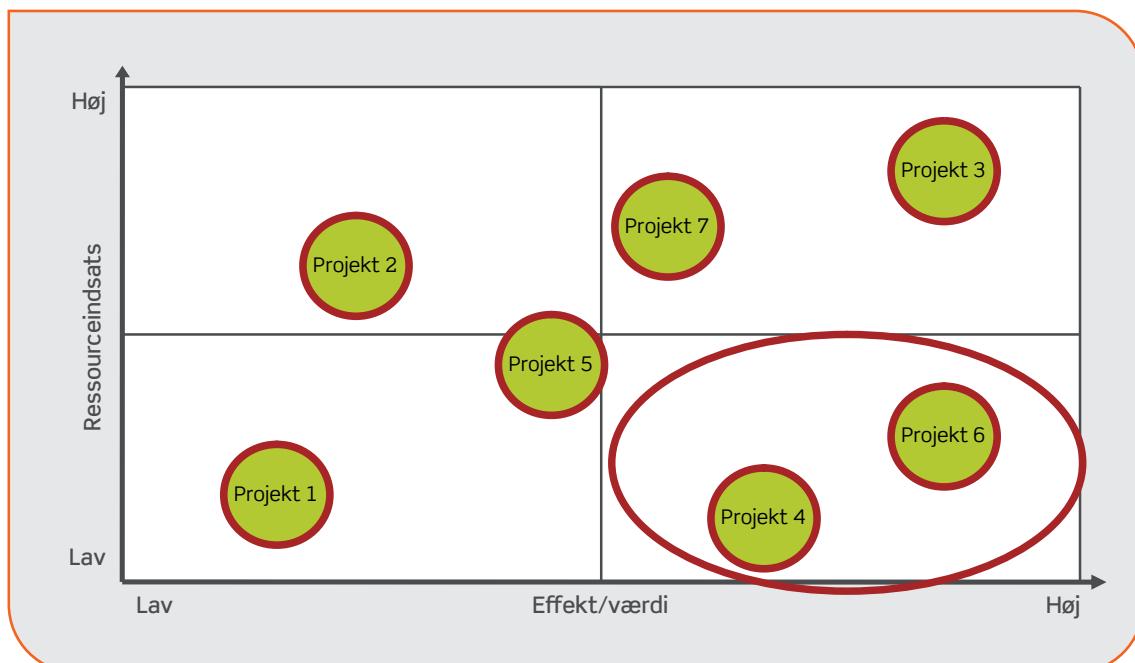 Høj
Projekt 3
Projekt 7
Projekt 2
Ressourceindsats
Projekt 5
Projekt 6
Projekt 1
Projekt 4
Lav
Lav
Effekt/værdi
Høj